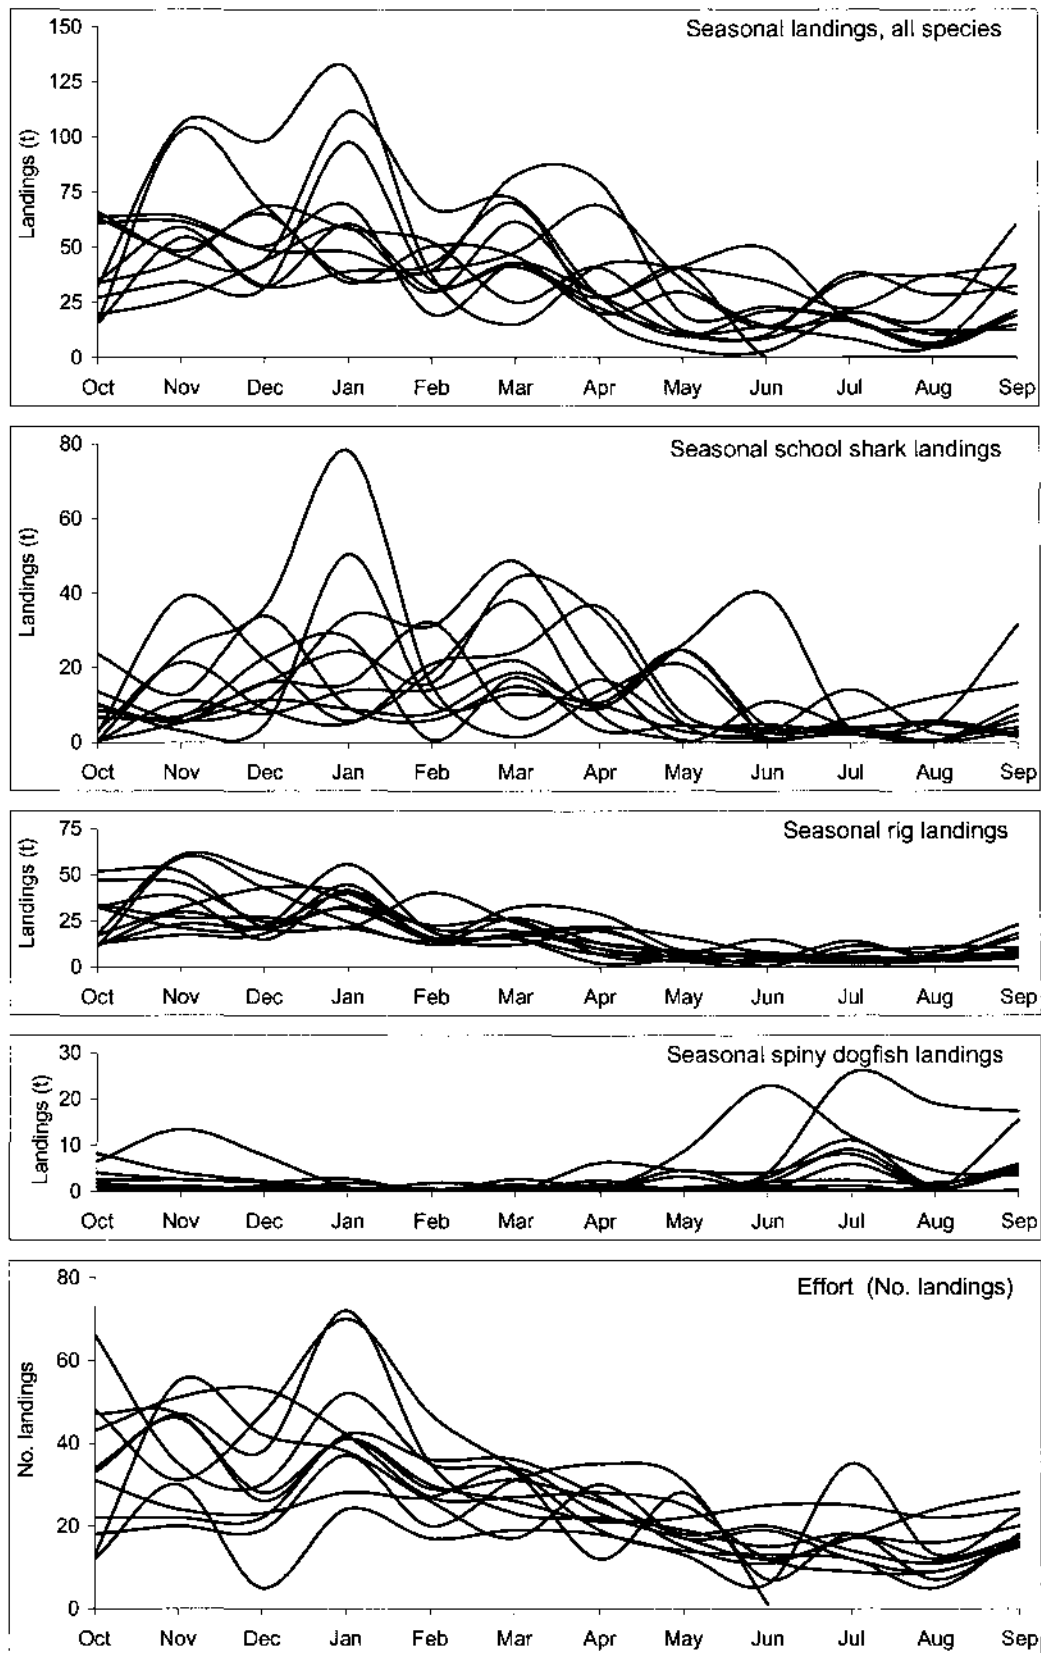 Seasonal landings, all species
150
125
100
75
50
25
0
Landings (t)
Oct Nov Dec Jan Feb Mar Apr May Jun Jul Aug Sep
Seasonal school shark landings
80
60
40
20
0
Landings (t)
Oct Nov Dec Jan Feb Mar Apr May Jun Jul Aug Sep
Seasonal rig landings
75
50
25
0
Landings (t)
Oct Nov Dec Jan Feb Mar Apr May Jun Jul Aug Sep
Seasonal spiny dogfish landings
30
20
10
0
Landings (t)
Oct Nov Dec Jan Feb Mar Apr May Jun Jul Aug Sep
Effort (No. landings)
80
60
40
20
0
No. landings
Oct Nov Dec Jan Feb Mar Apr May Jun Jul Aug Sep